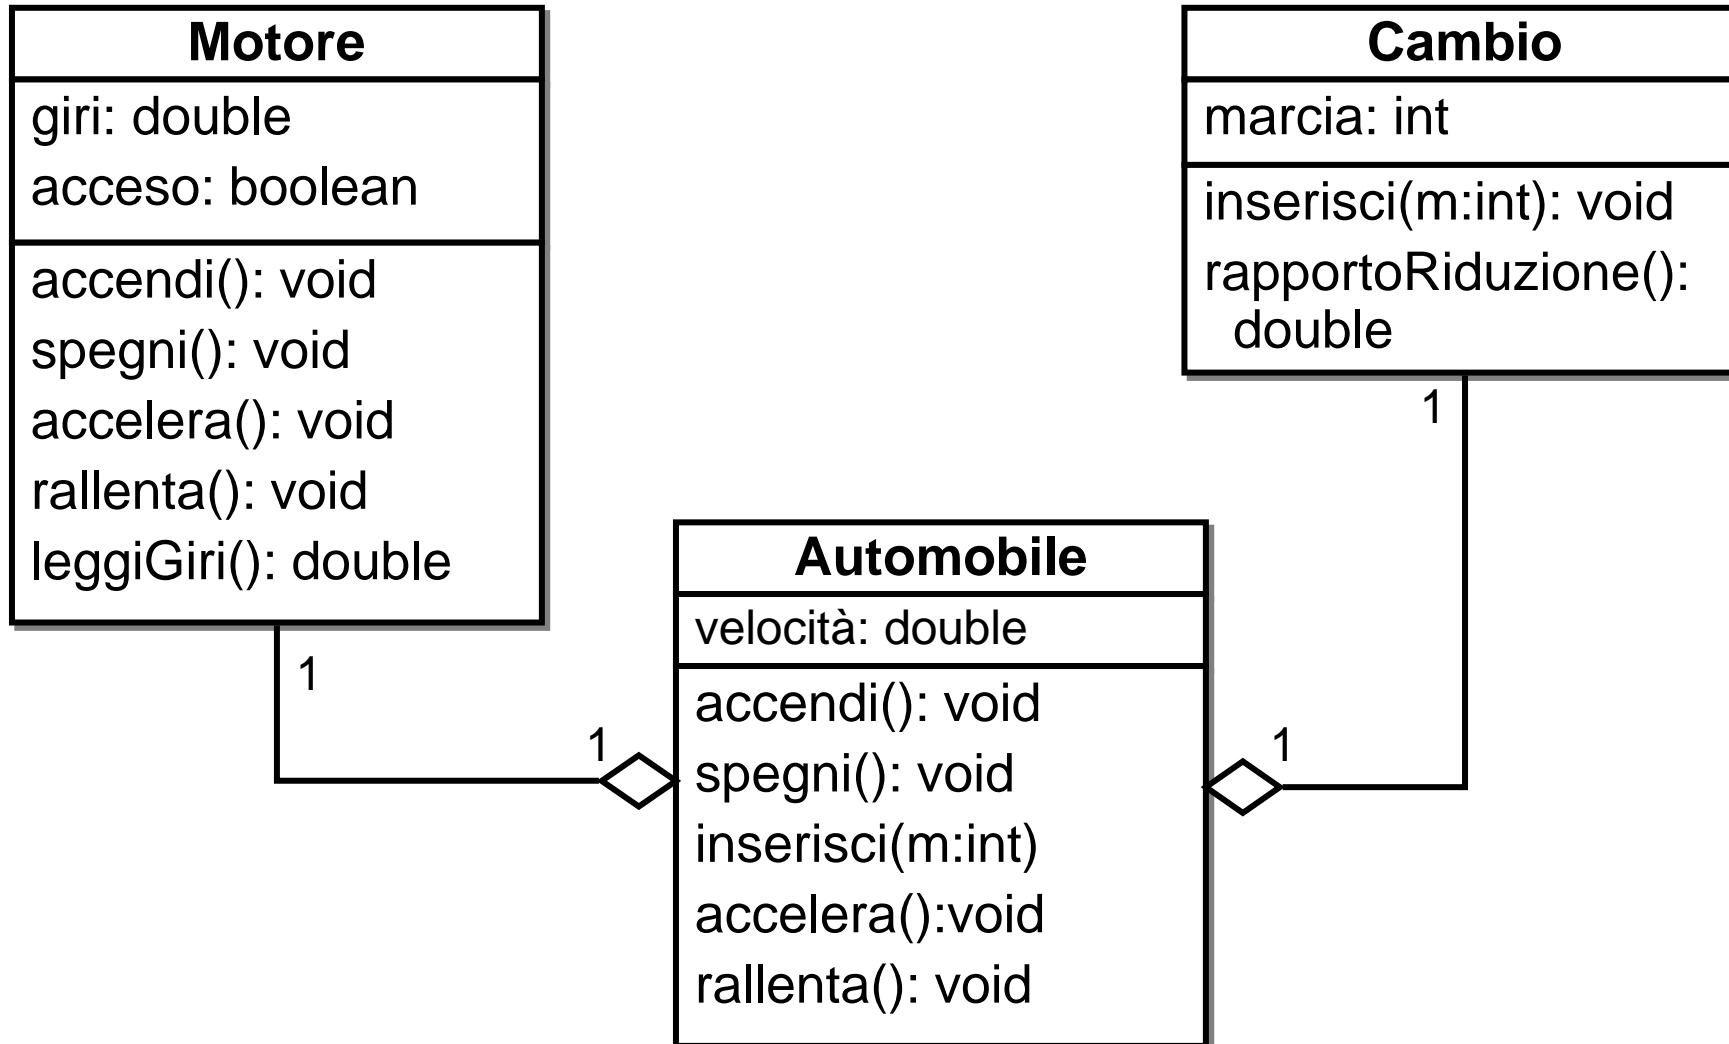 Motore
giri: double
acceso: boolean
accendi(): void
spegni(): void
accelera(): void
rallenta(): void
leggiGiri(): double
1
1
Cambio
marcia: int
inserisci(m:int): void
rapportoRiduzione():
double
1
1
Automobile
velocità: double
accendi(): void
spegni(): void
inserisci(m:int)
accelera():void
rallenta(): void